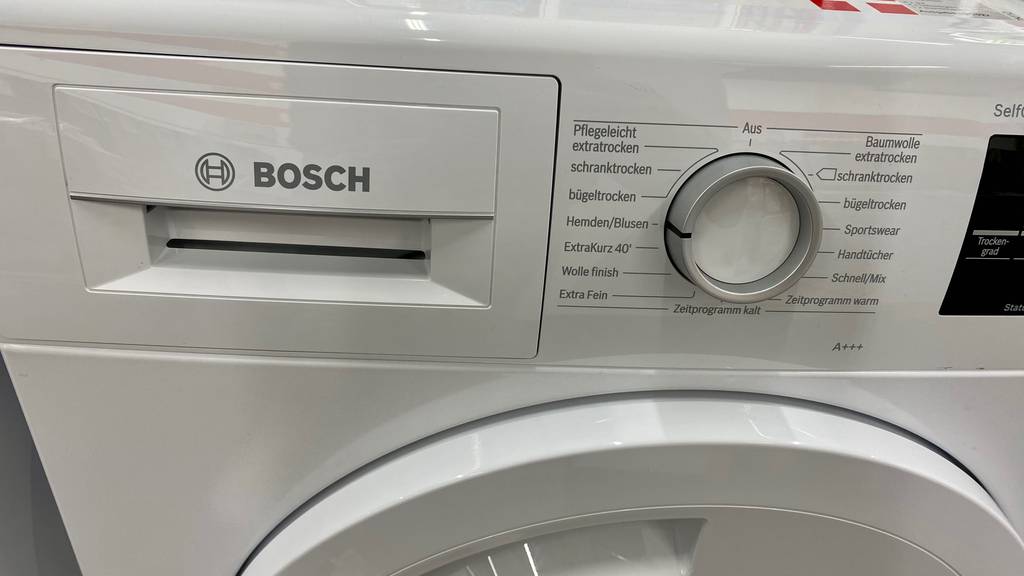 BOSCH
Aus
Pflegeleicht
extratrocken
schranktrocken
bügeltrocken
Hemden/Blusen
ExtraKurz 40'
Wolle finish
Extra Fein
Zeitprogramm kalt
Baumwolle
extratrocken
schranktrocken
bügeltrocken
Sportswear
Handtücher
Schnell/Mix
Zeitprogramm warm
A+++
Trocken-
grad